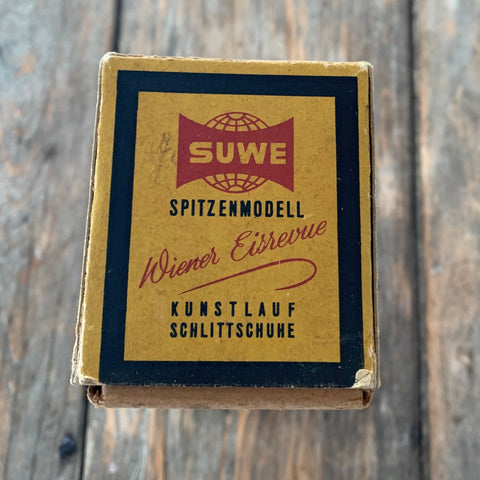 SUWE
SPITZENMODELL
Wiener Eisrevue
KUNSTLAUF
SCHLITTSCHUHE